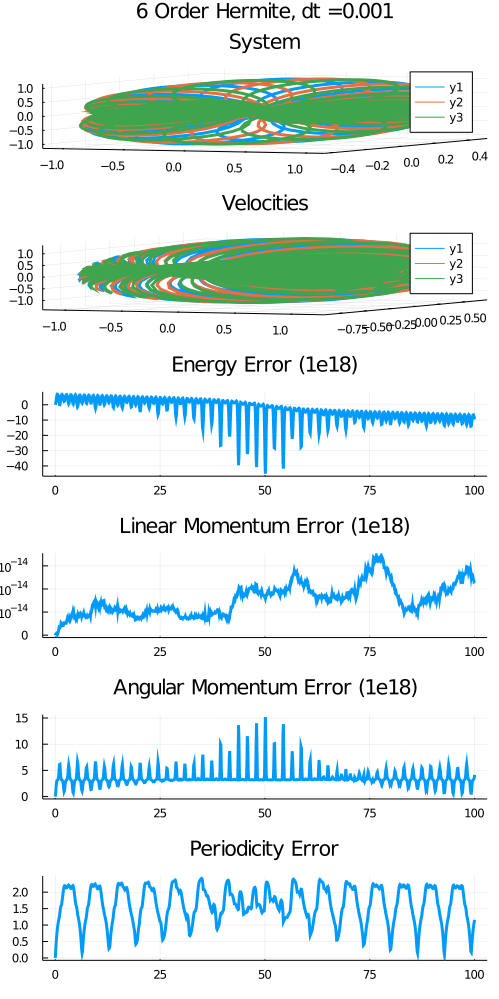 6 Order Hermite, dt =0.001
System
1.0
0.5
0.0
−0.5
−1.0
y1
y2
y3
−1.0 −0.5 0.0 0.5 1.0 −0.4 −0.2 0.0 0.2 0.4
Velocities
1.0
0.5
0.0
−0.5
−1.0
y1
y2
y3
−1.0 −0.5 0.0 0.5 1.0 −0.75 −0.50 −0.25 0.00 0.25 0.50
Energy Error (1e18)
0
−10
−20
−30
−40
0 25 50 75 100
Linear Momentum Error (1e18)
0⁻¹⁴
0⁻¹⁴
0⁻¹⁴
0
0 25 50 75 100
Angular Momentum Error (1e18)
15
10
5
0
0 25 50 75 100
Periodicity Error
2.0
1.5
1.0
0.5
0.0
0 25 50 75 100